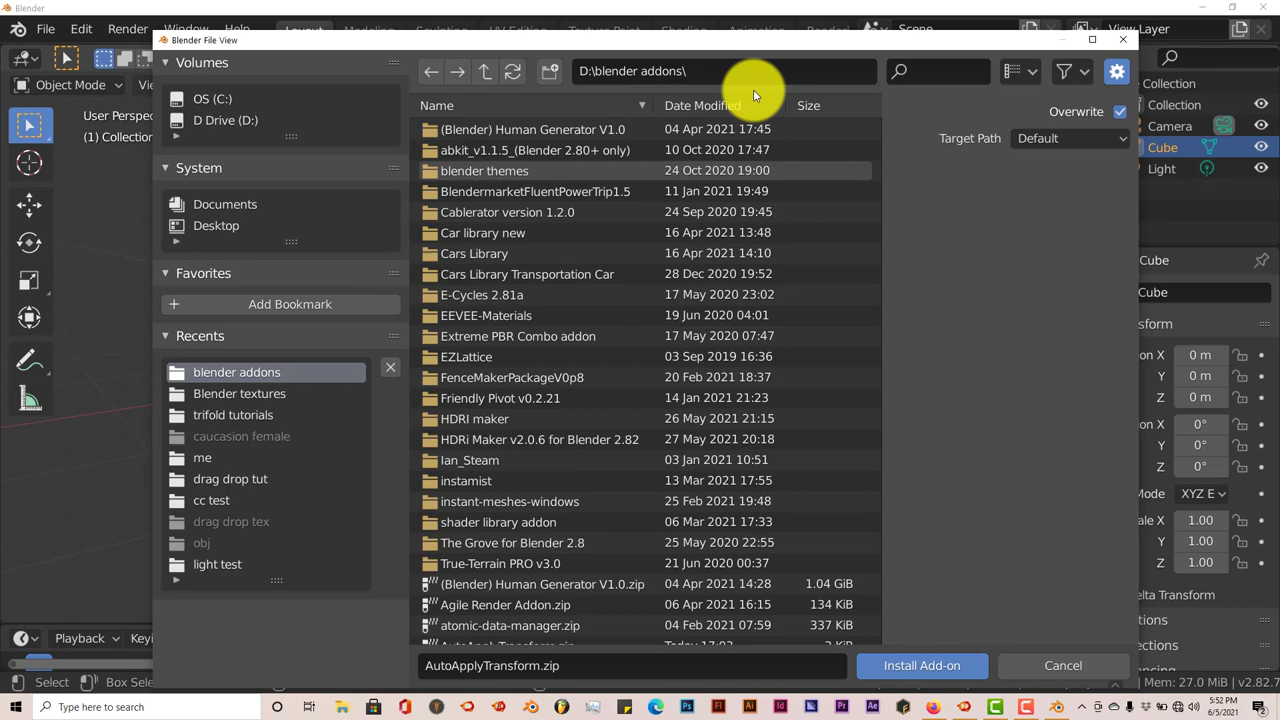 File Edit Render Layout View Layer
Blender File View
Volumes
OS (C:)
D Drive (D:)
System
Documents
Desktop
Favorites
Add Bookmark
Recents
blender addons
Blender textures
trifold tutorials
caucasion female
me
drag drop tut
cc test
drag drop tex
obj
light test
D:\blender addons\
Name Date Modified Size
(Blender) Human Generator V1.0 04 Apr 2021 17:45
abkit_v1.1.5_(Blender 2.80+ only) 10 Oct 2020 17:47
blender themes 24 Oct 2020 19:00
BlendermarketFluentPowerTrip1.5 11 Jan 2021 19:49
Cablerator version 1.2.0 24 Sep 2020 19:45
Car library new 16 Apr 2021 13:48
Cars Library 16 Apr 2021 14:10
Cars Library Transportation Car 28 Dec 2020 19:52
E-Cycles 2.81a 17 May 2020 23:02
EEVEE-Materials 19 Jun 2020 04:01
Extreme PBR Combo addon 17 May 2020 07:47
EZLattice 03 Sep 2019 16:36
FenceMakerPackageV0p8 20 Feb 2021 18:37
Friendly Pivot v0.2.21 14 Jan 2021 21:23
HDRI maker 26 May 2021 21:15
HDRi Maker v2.0.6 for Blender 2.82 27 May 2021 20:18
Ian_Steam 03 Jan 2021 10:51
instamist 13 Mar 2021 17:55
instant-meshes-windows 25 Feb 2021 19:48
shader library addon 06 Mar 2021 17:33
The Grove for Blender 2.8 25 May 2020 22:55
True-Terrain PRO v3.0 21 Jun 2020 00:37
(Blender) Human Generator V1.0.zip 04 Apr 2021 14:28 1.04 GiB
Agile Render Addon.zip 06 Apr 2021 16:15 134 KiB
atomic-data-manager.zip 04 Feb 2021 07:59 337 KiB
AutoApplyTransform.zip
Install Add-on
Cancel
Overwrite
Target Path Default
Object Mode
User Perspec
(1) Collection
Collection
Collection
Camera
Cube
Light
Cube
Cube
nsform
on X 0 m
Y 0 m
Z 0 m
on X 0°
Y 0°
Z 0°
Mode XYZ E
ale X 1.00
Y 1.00
Z 1.00
elta Transform
ons
Playback Keyi
Select Box Selec
Mem: 27.0 MiB | v2.82.7
Type here to search
5:52 PM
6/5/2021